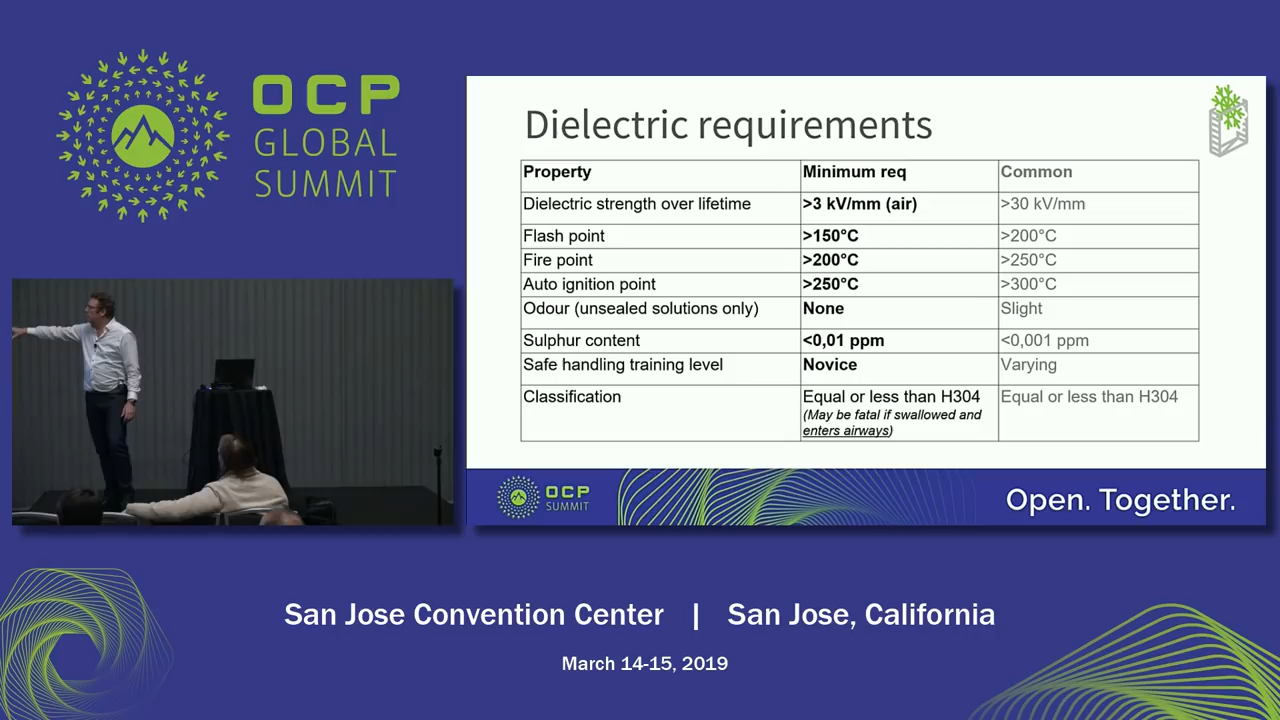 OCP
GLOBAL
SUMMIT
Dielectric requirements
Property Minimum req Common
Dielectric strength over lifetime >3 kV/mm (air) >30 kV/mm
Flash point >150°C >200°C
Fire point >200°C >250°C
Auto ignition point >250°C >300°C
Odour (unsealed solutions only) None Slight
Sulphur content <0,01 ppm <0,001 ppm
Safe handling training level Novice Varying
Classification Equal or less than H304 Equal or less than H304
(May be fatal if swallowed and
enters airways)
OCP
SUMMIT
Open. Together.
San Jose Convention Center | San Jose, California
March 14-15, 2019